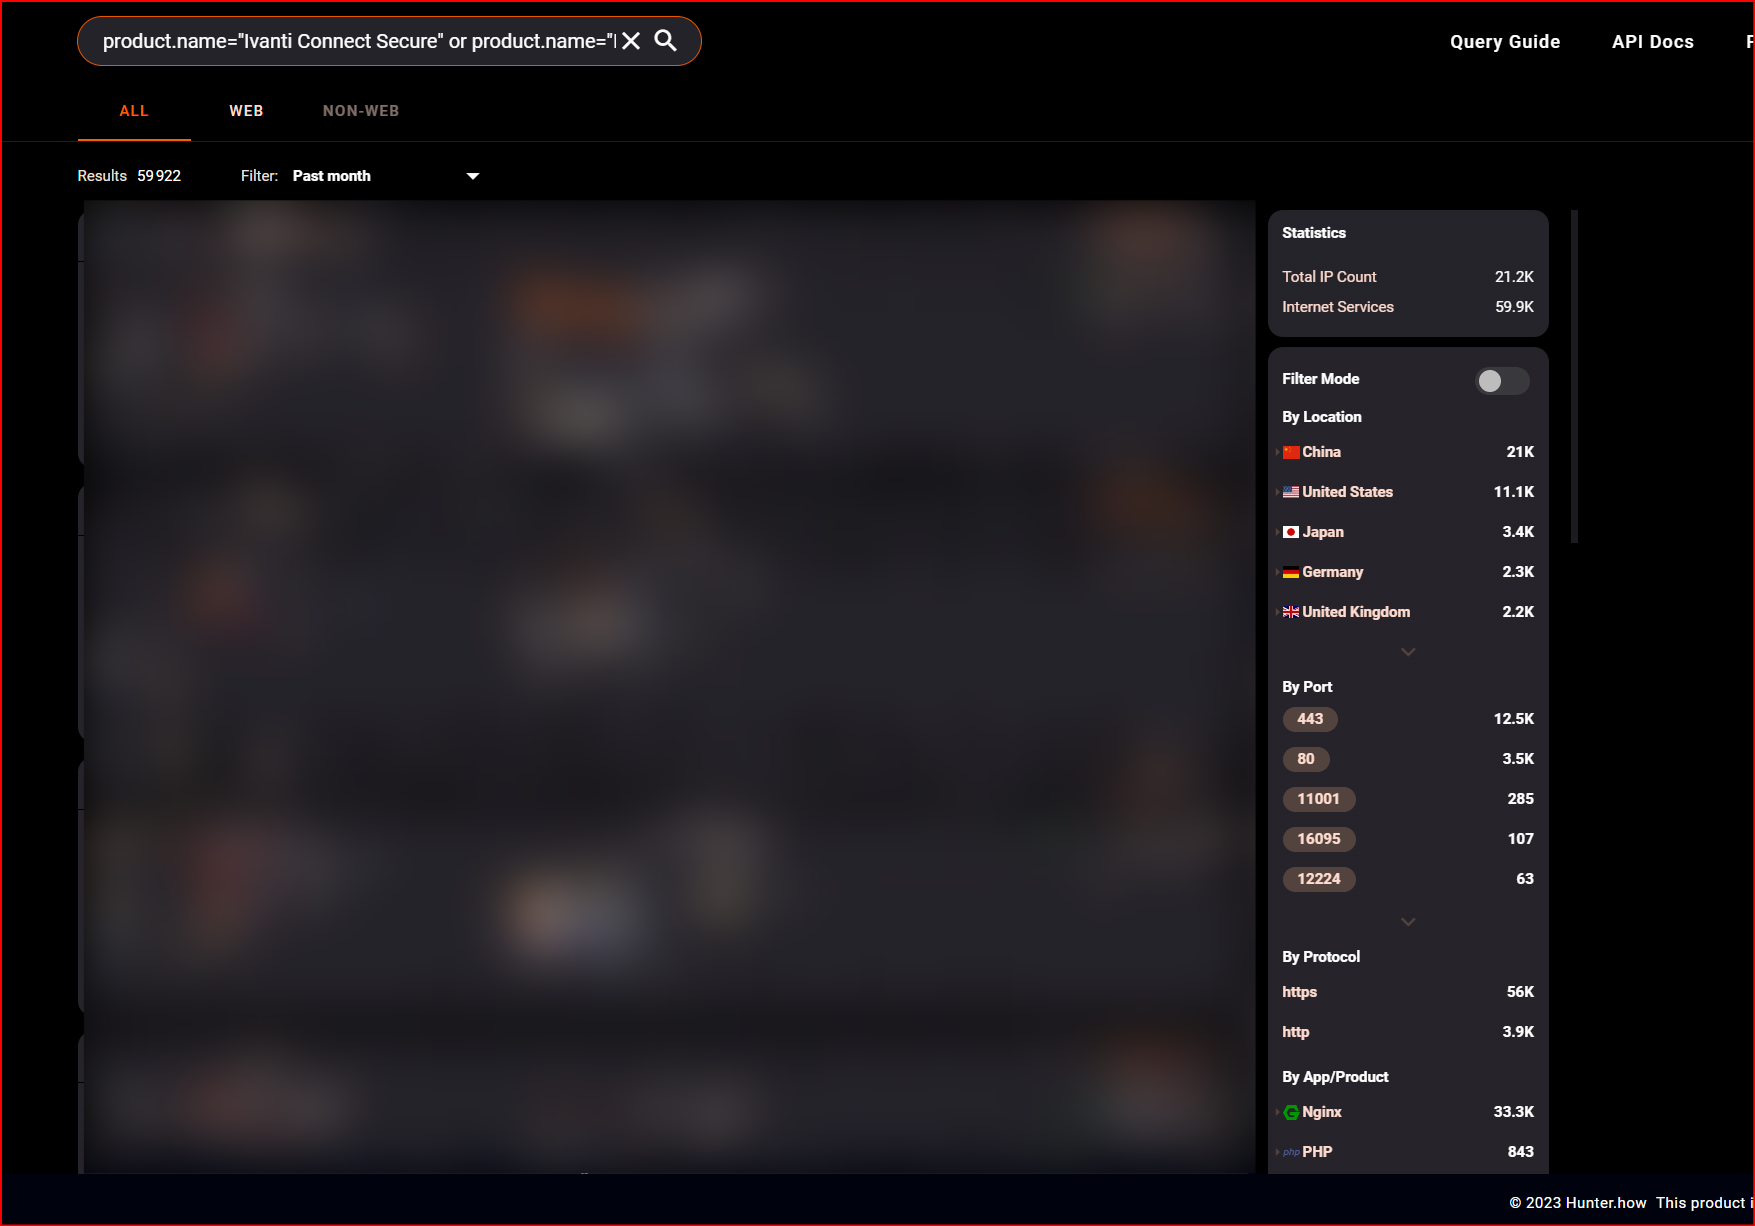 product.name="Ivanti Connect Secure" or product.name="
Query Guide
API Docs
ALL
WEB
NON-WEB
Results 59922
Filter: Past month
Statistics
Total IP Count 21.2K
Internet Services 59.9K
Filter Mode
By Location
China 21K
United States 11.1K
Japan 3.4K
Germany 2.3K
United Kingdom 2.2K
By Port
443 12.5K
80 3.5K
11001 285
16095 107
12224 63
By Protocol
https 56K
http 3.9K
By App/Product
Nginx 33.3K
php PHP 843
© 2023 Hunter.how This product